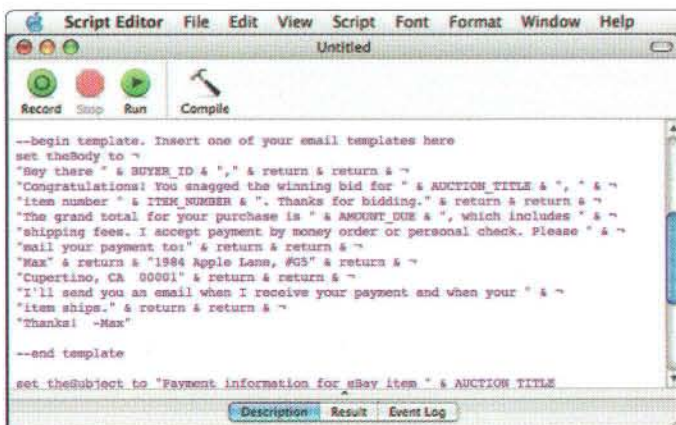 Script Editor File Edit View Script Font Format Window Help
Untitled
Record Stop Run Compile
--begin template. Insert one of your email templates here
set theBody to ¬
"Hey there " & BUYER_ID & "," & return & return & ¬
"Congratulations! You snagged the winning bid for " & AUCTION_TITLE & ", " & ¬
"item number " & ITEM_NUMBER & ". Thanks for bidding." & return & return & ¬
"The grand total for your purchase is " & AMOUNT_DUE & ", which includes " & ¬
"shipping fees. I accept payment by money order or personal check. Please " & ¬
"mail your payment to:" & return & return & ¬
"Max" & return & "1984 Apple Lane, #G5" & return & ¬
"Cupertino, CA  00001" & return & return & ¬
"I'll send you an email when I receive your payment and when your " & ¬
"item ships." & return & return & ¬
"Thanks!  -Max"
--end template
set theSubject to "Payment information for eBay item " & AUCTION_TITLE
Description Result Event Log